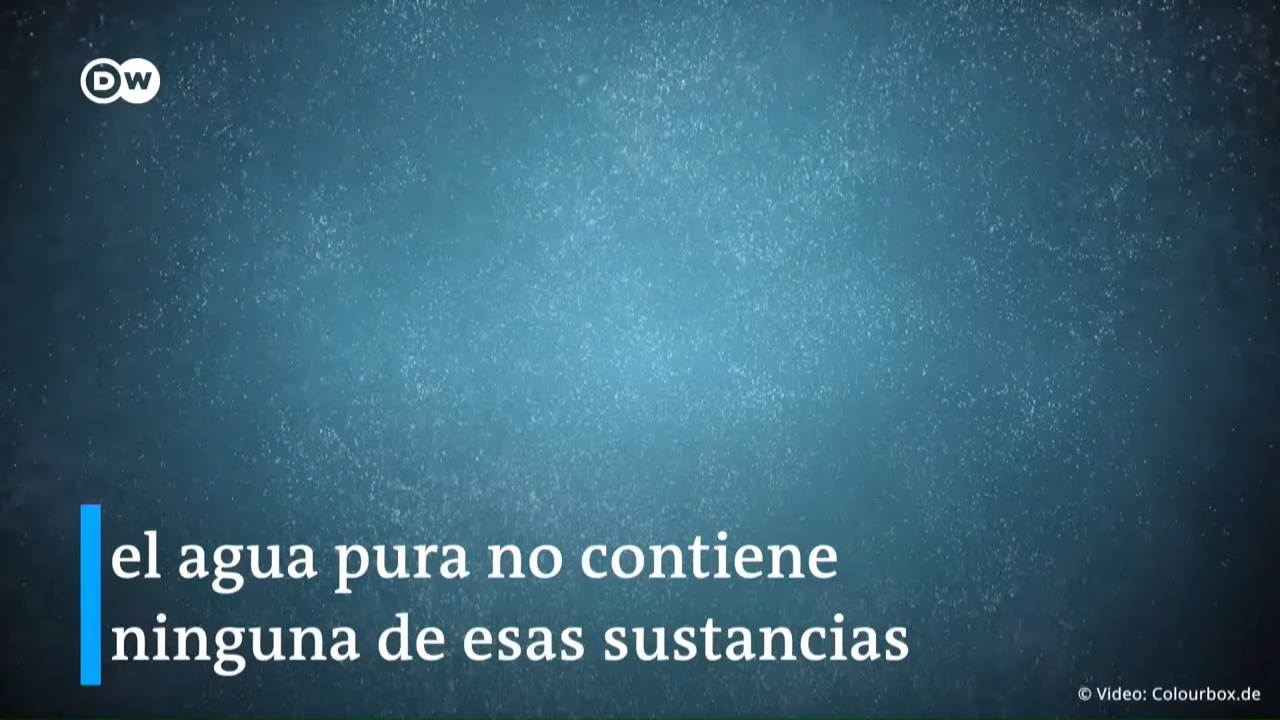 DW
el agua pura no contiene
ninguna de esas sustancias
© Video: Colourbox.de